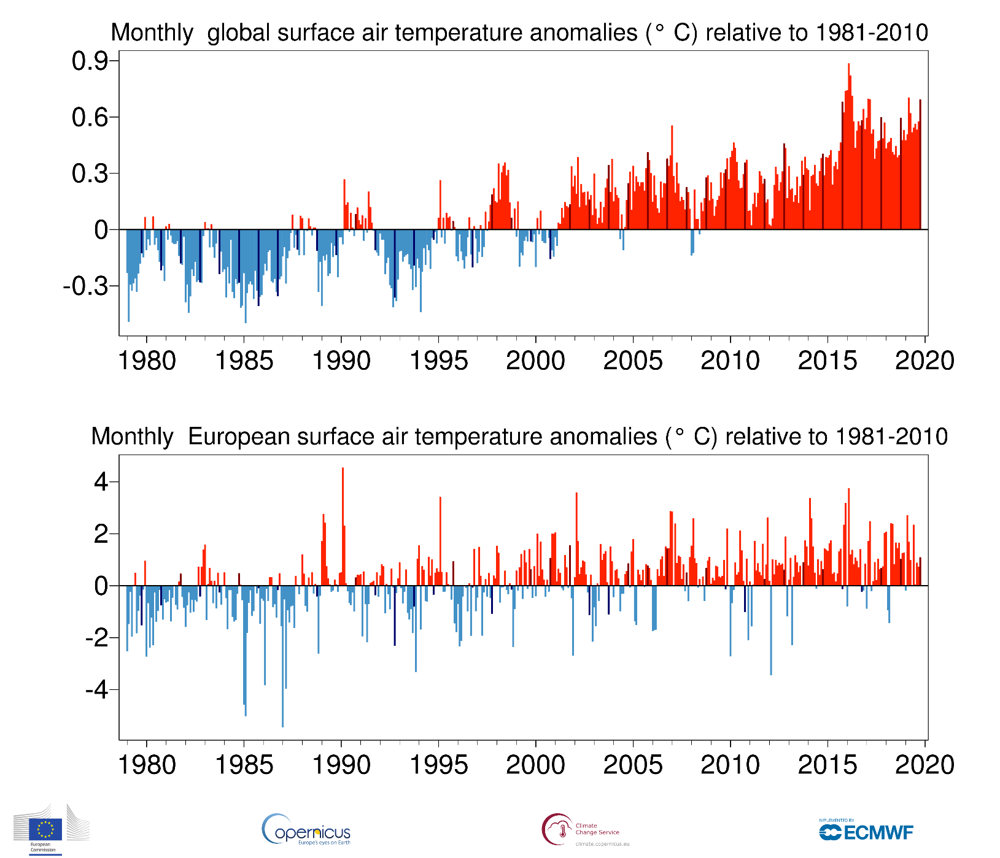 Monthly global surface air temperature anomalies (° C) relative to 1981-2010
0.9
0.6
0.3
0
-0.3
1980 1985 1990 1995 2000 2005 2010 2015 2020
Monthly European surface air temperature anomalies (° C) relative to 1981-2010
4
2
0
-2
-4
1980 1985 1990 1995 2000 2005 2010 2015 2020
European
Commission
opernicus
Europe's eyes on Earth
Climate
Change Service
climate.copernicus.eu
IMPLEMENTED BY
ECMWF